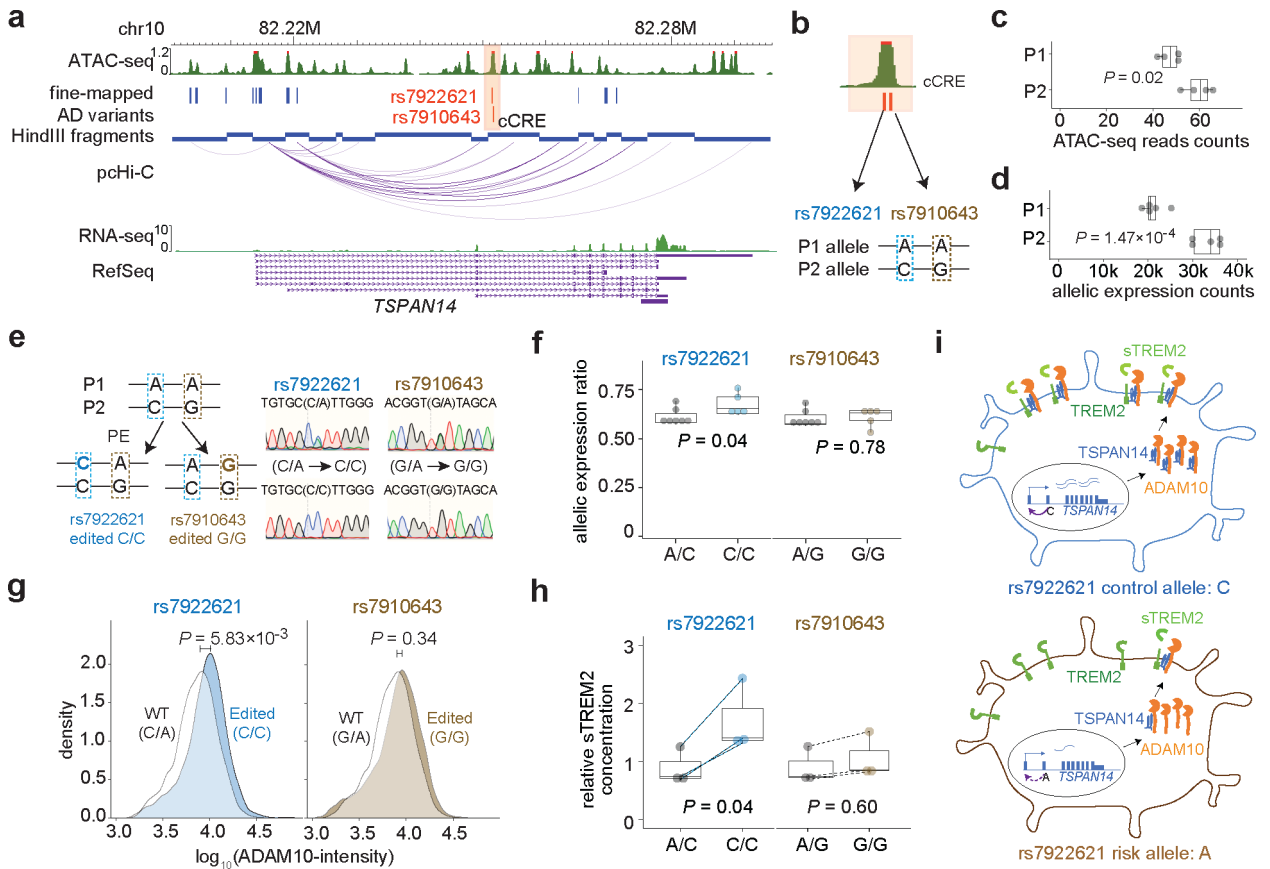 a
chr10
82.22M
82.28M
ATAC-seq
1.2
0
fine-mapped
AD variants
rs7922621
rs7910643
cCRE
HindIII fragments
pcHi-C
RNA-seq
10
0
RefSeq
TSPAN14
b
cCRE
rs7922621 rs7910643
P1 allele A A
P2 allele C G
c
P1
P2
P = 0.02
0 20 40 60
ATAC-seq reads counts
d
P1
P2
P = 1.47×10⁻⁴
0 10k 20k 30k 40k
allelic expression counts
e
P1 A A
P2 C G
PE
C A
C G
A G
C G
rs7922621
edited C/C
rs7910643
edited G/G
rs7922621
TGTGC(C/A)TTGGG
(C/A → C/C)
TGTGC(C/C)TTGGG
rs7910643
ACGGT(G/A)TAGCA
(G/A → G/G)
ACGGT(G/G)TAGCA
f
rs7922621 rs7910643
allelic expression ratio
0.75
0.50
0.25
0
P = 0.04
P = 0.78
A/C C/C A/G G/G
g
rs7922621 rs7910643
P = 5.83×10⁻³
P = 0.34
density
2.0
1.5
1.0
0.5
0.0
WT
(C/A)
Edited
(C/C)
WT
(G/A)
Edited
(G/G)
3.0 3.5 4.0 4.5 3.0 3.5 4.0 4.5
log₁₀(ADAM10-intensity)
h
rs7922621 rs7910643
relative sTREM2
concentration
3
2
1
0
P = 0.04
P = 0.60
A/C C/C A/G G/G
i
sTREM2
TREM2
TSPAN14
ADAM10
C
TSPAN14
rs7922621 control allele: C
sTREM2
TREM2
TSPAN14
ADAM10
A
TSPAN14
rs7922621 risk allele: A